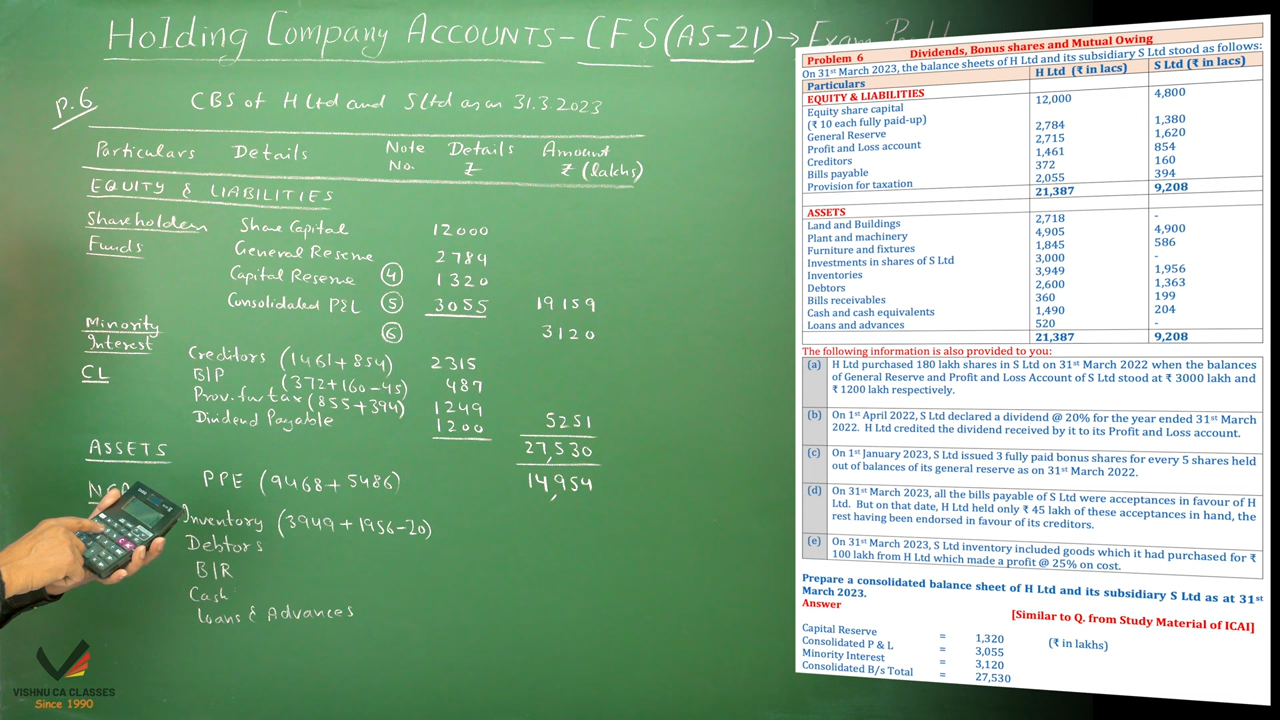 Holding Company Accounts - CFS (AS-21) → Exam
P.6
CBS of H Ltd and S Ltd as on 31.3.2023
Particulars Details Note No. Details ₹ Amount ₹ (lakhs)
EQUITY & LIABILITIES
Shareholders Funds
Share Capital 12000
General Reserve 2784
Capital Reserve 4 1320
Consolidated P&L 5 3055 19159
Minority Interest 6 3120
CL
Creditors (1461+854) 2315
B/P (372+160-45) 487
Prov. for tax (855+394) 1249
Dividend Payable 1200 5251
27,530
ASSETS
PPE (9468+5486) 14,954
Inventory (3949+1956-20)
Debtors
B/R
Cash
Loans & Advances
VISHNU CA CLASSES
Since 1990
Problem 6 Dividends, Bonus shares and Mutual Owing
On 31st March 2023, the balance sheets of H Ltd and its subsidiary S Ltd stood as follows:
Particulars H Ltd (₹ in lacs) S Ltd (₹ in lacs)
EQUITY & LIABILITIES
Equity share capital 12,000 4,800
(₹ 10 each fully paid-up)
General Reserve 2,784 1,380
Profit and Loss account 2,715 1,620
Creditors 1,461 854
Bills payable 372 160
Provision for taxation 2,055 394
21,387 9,208
ASSETS
Land and Buildings 2,718 -
Plant and machinery 4,905 4,900
Furniture and fixtures 1,845 586
Investments in shares of S Ltd 3,000 -
Inventories 3,949 1,956
Debtors 2,600 1,363
Bills receivables 360 199
Cash and cash equivalents 1,490 204
Loans and advances 520 -
21,387 9,208
The following information is also provided to you:
(a) H Ltd purchased 180 lakh shares in S Ltd on 31st March 2022 when the balances
of General Reserve and Profit and Loss Account of S Ltd stood at ₹ 3000 lakh and
₹ 1200 lakh respectively.
(b) On 1st April 2022, S Ltd declared a dividend @ 20% for the year ended 31st March
2022. H Ltd credited the dividend received by it to its Profit and Loss account.
(c) On 1st January 2023, S Ltd issued 3 fully paid bonus shares for every 5 shares held
out of balances of its general reserve as on 31st March 2022.
(d) On 31st March 2023, all the bills payable of S Ltd were acceptances in favour of H
Ltd. But on that date, H Ltd held only ₹ 45 lakh of these acceptances in hand, the
rest having been endorsed in favour of its creditors.
(e) On 31st March 2023, S Ltd inventory included goods which it had purchased for ₹
100 lakh from H Ltd which made a profit @ 25% on cost.
Prepare a consolidated balance sheet of H Ltd and its subsidiary S Ltd as at 31st
March 2023.
Answer
[Similar to Q. from Study Material of ICAI]
Capital Reserve = 1,320 (₹ in lakhs)
Consolidated P & L = 3,055
Minority Interest = 3,120
Consolidated B/s Total = 27,530